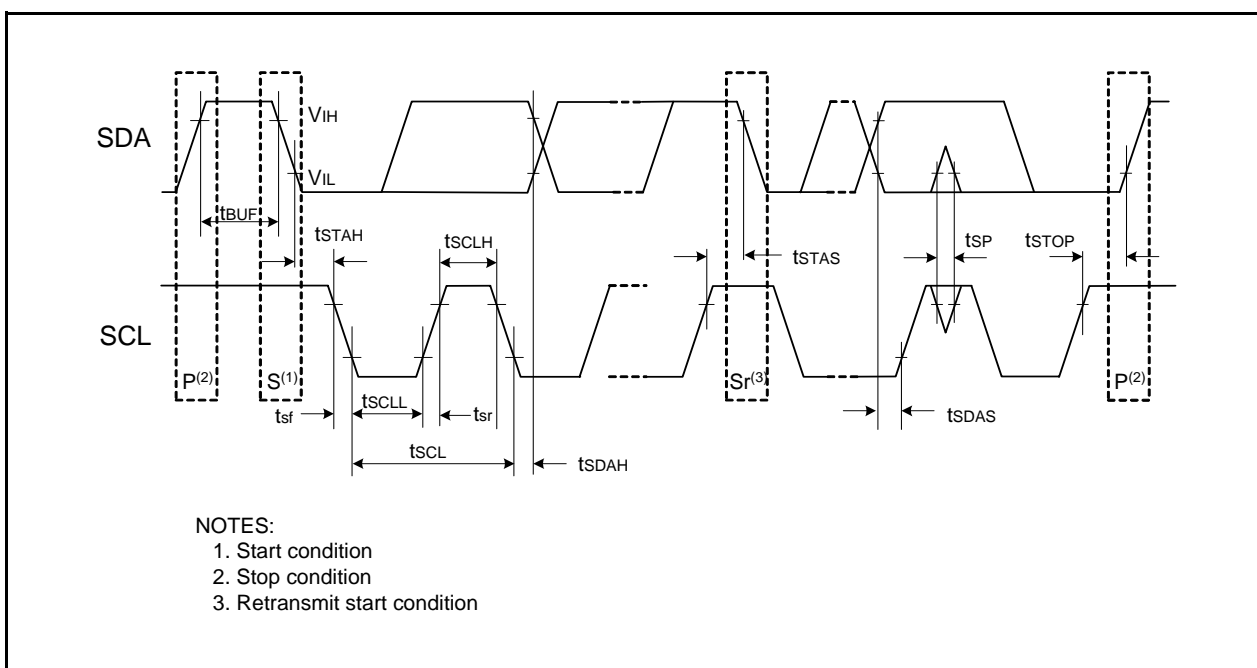 SDA
VIH
VIL
tBUF
tSTAH
tSCLH
tSTAS
tSP
tSTOP
SCL
P(2)
S(1)
Sr(3)
P(2)
tsf
tSCLL
tsr
tSDAS
tSCL
tSDAH
NOTES:
1. Start condition
2. Stop condition
3. Retransmit start condition